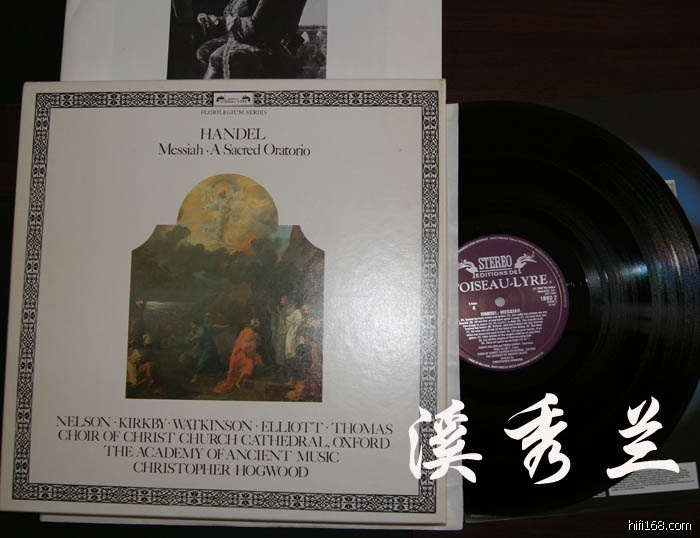 FLORILEGIUM SERIES
HANDEL
Messiah · A Sacred Oratorio
NELSON · KIRKBY · WATKINSON · ELLIOTT · THOMAS
CHOIR OF CHRIST CHURCH CATHEDRAL, OXFORD
THE ACADEMY OF ANCIENT MUSIC
CHRISTOPHER HOGWOOD
STEREO
EDITIONS DE
L'OISEAU-LYRE
HANDEL: MESSIAH
溪秀兰
hifi168.com